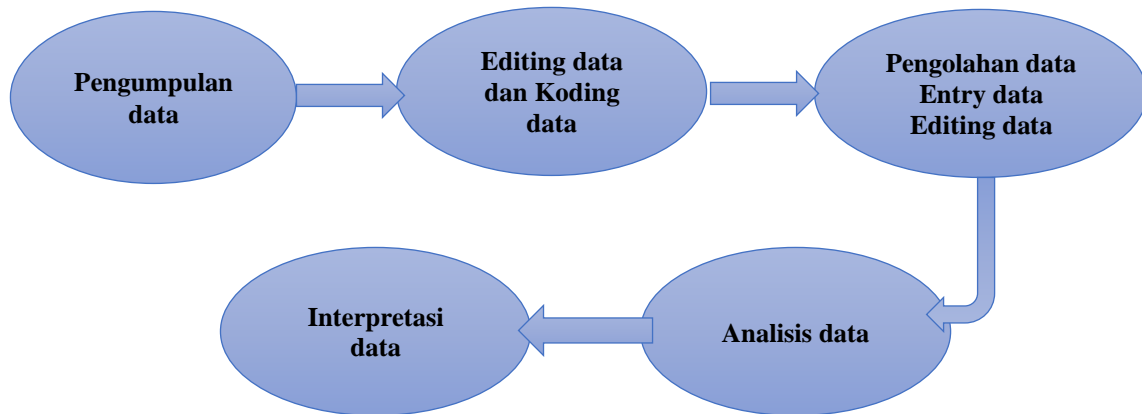 Pengumpulan
data
Editing data
dan Koding
data
Pengolahan data
Entry data
Editing data
Analisis data
Interpretasi
data